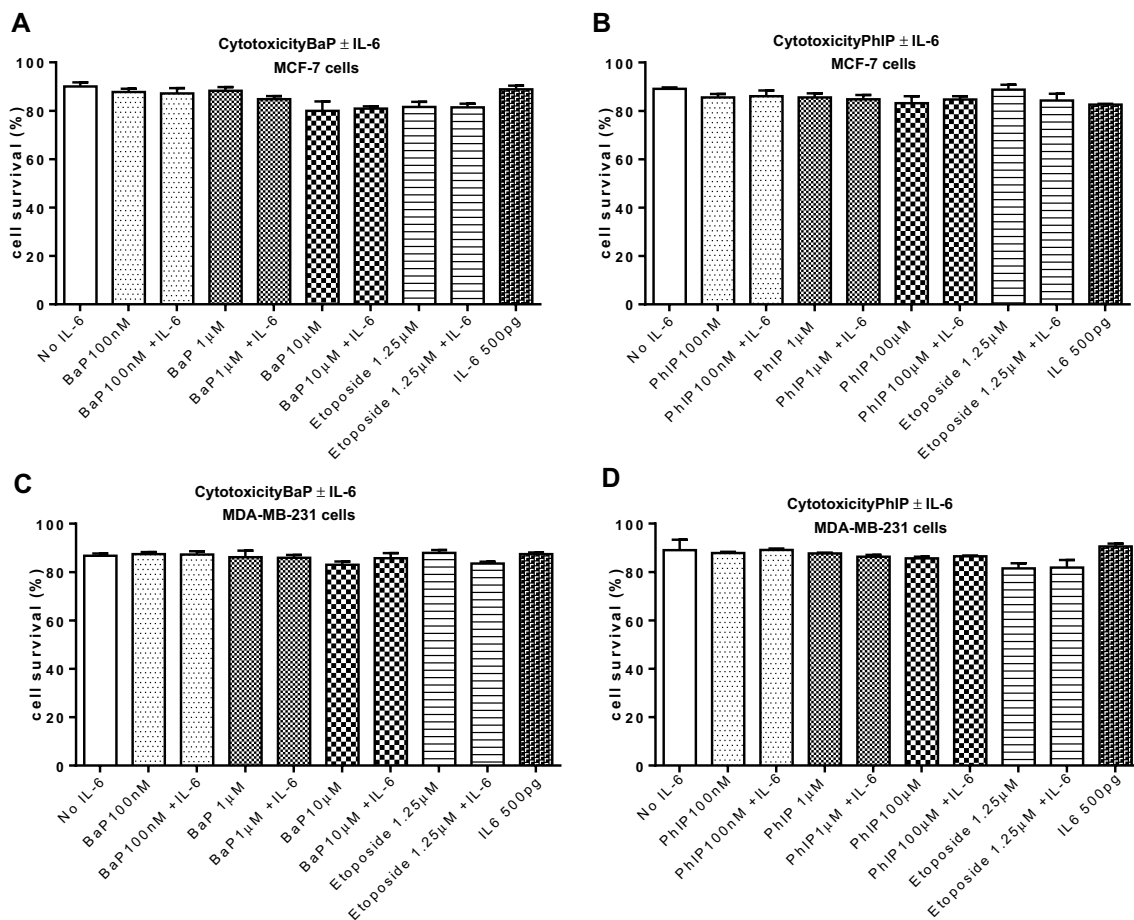 A
CytotoxicityBaP ± IL-6
MCF-7 cells
cell survival (%)
100
80
60
40
20
0
No IL-6
BaP100nM
BaP100nM +IL-6
BaP 1µM
BaP1µM +IL-6
BaP10µM
BaP10µM +IL-6
Etoposide 1.25µM
Etoposide 1.25µM +IL-6
IL-6 500pg
B
CytotoxicityPhIP ± IL-6
MCF-7 cells
cell survival (%)
100
80
60
40
20
0
No IL-6
PhIP100nM
PhIP100nM +IL-6
PhIP 1µM
PhIP1µM +IL-6
PhIP100µM
PhIP100µM +IL-6
Etoposide 1.25µM
Etoposide 1.25µM +IL-6
IL6 500pg
C
CytotoxicityBaP ± IL-6
MDA-MB-231 cells
cell survival (%)
100
80
60
40
20
0
No IL-6
BaP100nM
BaP100nM +IL-6
BaP 1µM
BaP1µM +IL-6
BaP10µM
BaP10µM +IL-6
Etoposide 1.25µM
Etoposide 1.25µM +IL-6
IL6 500pg
D
CytotoxicityPhIP ± IL-6
MDA-MB-231 cells
cell survival (%)
100
80
60
40
20
0
No IL-6
PhIP100nM
PhIP100nM +IL-6
PhIP 1µM
PhIP1µM +IL-6
PhIP100µM
PhIP100µM +IL-6
Etoposide 1.25µM
Etoposide 1.25µM +IL-6
IL6 500pg